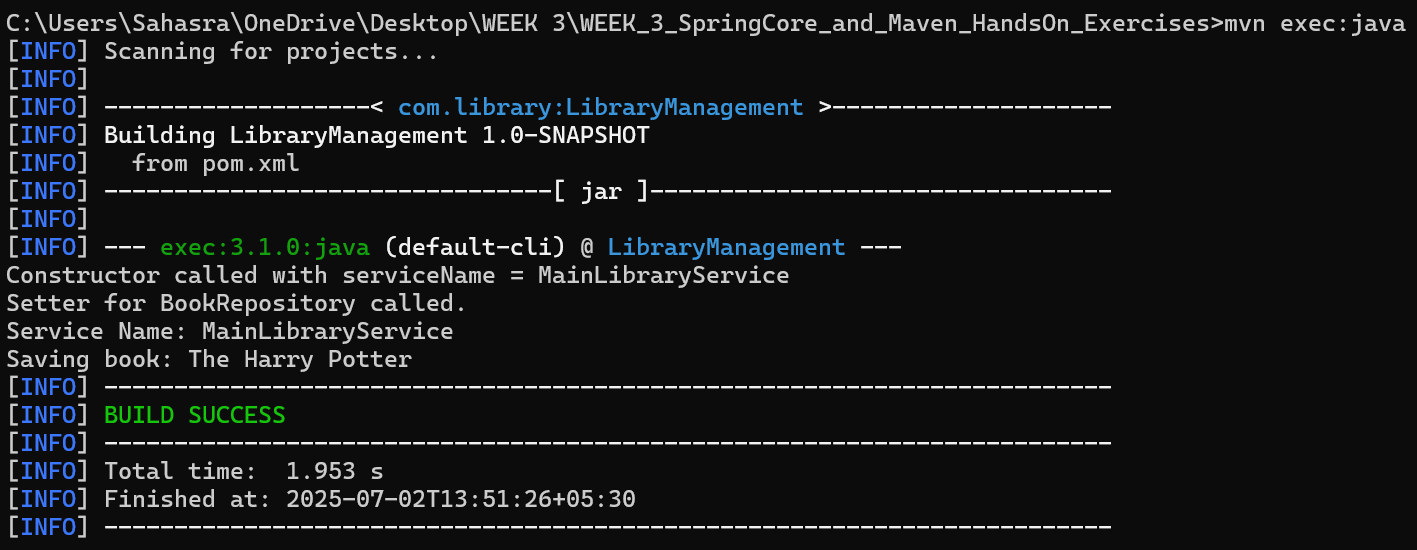 C:\Users\Sahasra\OneDrive\Desktop\WEEK 3\WEEK_3_SpringCore_and_Maven_HandsOn_Exercises>mvn exec:java
[INFO] Scanning for projects...
[INFO]
[INFO] -------------------< com.library:LibraryManagement >--------------------
[INFO] Building LibraryManagement 1.0-SNAPSHOT
[INFO]   from pom.xml
[INFO] --------------------------------[ jar ]---------------------------------
[INFO]
[INFO] --- exec:3.1.0:java (default-cli) @ LibraryManagement ---
Constructor called with serviceName = MainLibraryService
Setter for BookRepository called.
Service Name: MainLibraryService
Saving book: The Harry Potter
[INFO] ------------------------------------------------------------------------
[INFO] BUILD SUCCESS
[INFO] ------------------------------------------------------------------------
[INFO] Total time:  1.953 s
[INFO] Finished at: 2025-07-02T13:51:26+05:30
[INFO] ------------------------------------------------------------------------